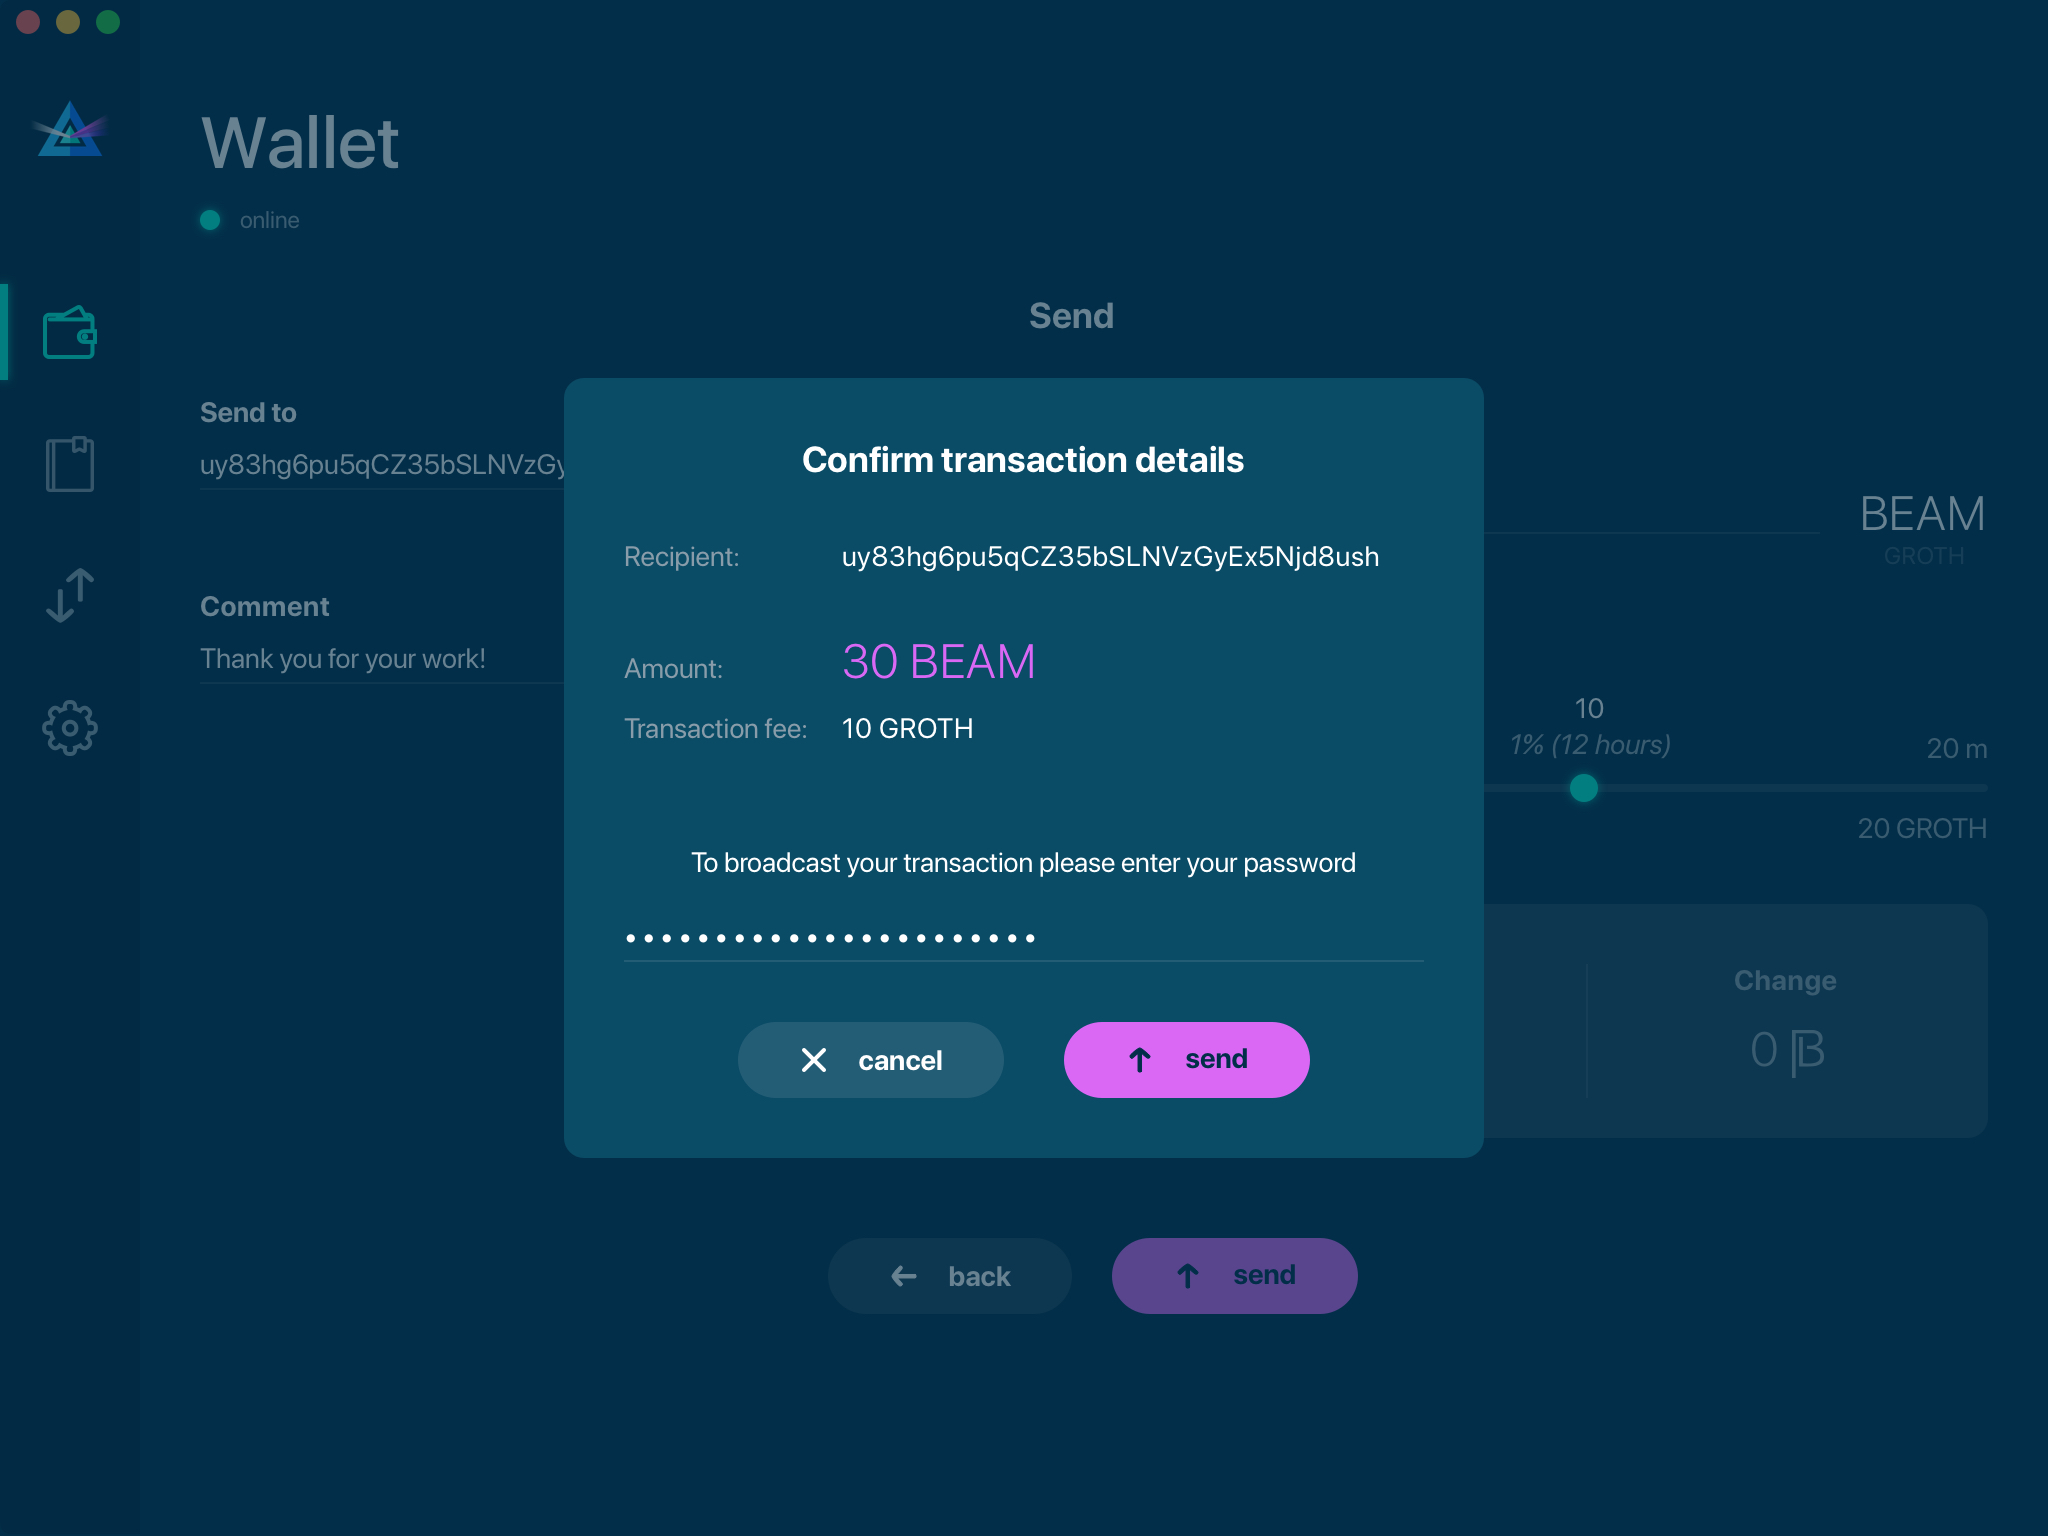 Wallet
online
Send
Send to
uy83hg6pu5qCZ35bSLNVzGy
Comment
Thank you for your work!
BEAM
GROTH
10
1% (12 hours)
20 m
20 GROTH
Change
0
Confirm transaction details
Recipient: uy83hg6pu5qCZ35bSLNVzGyEx5Njd8ush
Amount: 30 BEAM
Transaction fee: 10 GROTH
To broadcast your transaction please enter your password
cancel
send
back
send